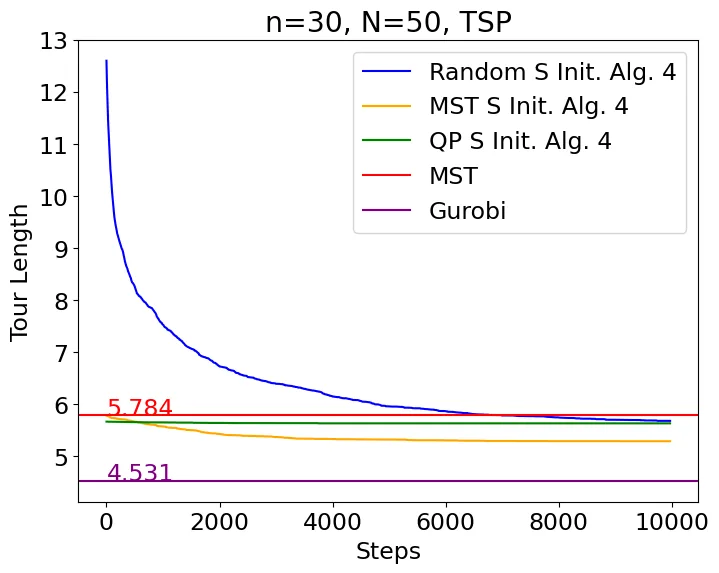 n=30, N=50, TSP
13
12
11
10
9
8
7
6
5
Tour Length
Random S Init. Alg. 4
MST S Init. Alg. 4
QP S Init. Alg. 4
MST
Gurobi
5.784
4.531
0 2000 4000 6000 8000 10000
Steps